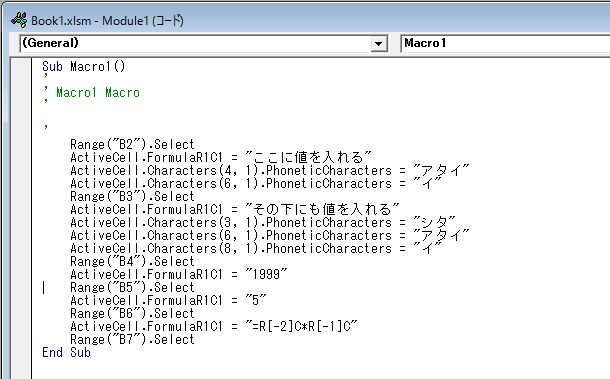 Book1.xlsm - Module1 (コード)
(General) Macro1
Sub Macro1()
'
' Macro1 Macro
'

'
    Range("B2").Select
    ActiveCell.FormulaR1C1 = "ここに値を入れる"
    ActiveCell.Characters(4, 1).PhoneticCharacters = "アタイ"
    ActiveCell.Characters(6, 1).PhoneticCharacters = "イ"
    Range("B3").Select
    ActiveCell.FormulaR1C1 = "その下にも値を入れる"
    ActiveCell.Characters(3, 1).PhoneticCharacters = "シタ"
    ActiveCell.Characters(6, 1).PhoneticCharacters = "アタイ"
    ActiveCell.Characters(8, 1).PhoneticCharacters = "イ"
    Range("B4").Select
    ActiveCell.FormulaR1C1 = "1999"
    Range("B5").Select
    ActiveCell.FormulaR1C1 = "5"
    Range("B6").Select
    ActiveCell.FormulaR1C1 = "=R[-2]C*R[-1]C"
    Range("B7").Select
End Sub